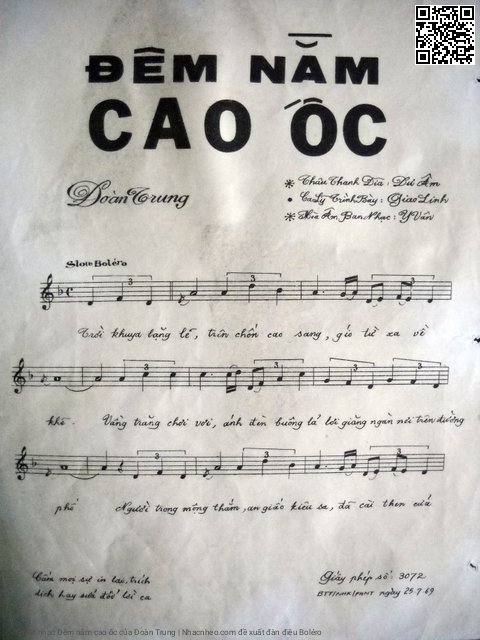 ĐÊM NẰM
CAO ỐC
Đoàn Trung
* Thâu Thanh Dĩa : Dư Âm
• Ca Sỹ Trình Bày : Giao Linh
* Hòa Âm, Ban Nhạc : Y Vân
Slow Boléro
Trời khuya lặng lẽ, trên chốn cao sang, gió từ xa về
khẽ. Vầng trăng chơi vơi, ánh đèn buông lả lơi giăng ngàn nơi trên đường
phố Người trong mộng thắm, an giấc kiêu sa, đã cài then cửa
Cấm mọi sự in lại, trích
dịch hay sửa đổi lời ca
Giấy phép số: 3072
BTT/NHK/PHNT ngày 25.7.69
nhạc Đêm nằm cao ốc của Đoàn Trung | Nhacnheo.com đề xuất đàn điệu Boléro